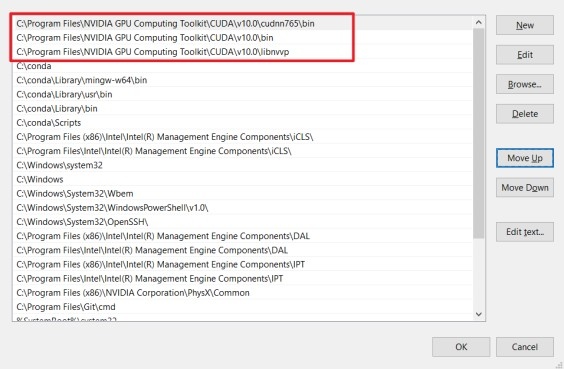 C:\Program Files\NVIDIA GPU Computing Toolkit\CUDA\v10.0\cudnn765\bin
C:\Program Files\NVIDIA GPU Computing Toolkit\CUDA\v10.0\bin
C:\Program Files\NVIDIA GPU Computing Toolkit\CUDA\v10.0\libnvvp
C:\conda
C:\conda\Library\mingw-w64\bin
C:\conda\Library\usr\bin
C:\conda\Library\bin
C:\conda\Scripts
C:\Program Files (x86)\Intel\Intel(R) Management Engine Components\iCLS\
C:\Program Files\Intel\Intel(R) Management Engine Components\iCLS\
C:\Windows\system32
C:\Windows
C:\Windows\System32\Wbem
C:\Windows\System32\WindowsPowerShell\v1.0\
C:\Windows\System32\OpenSSH\
C:\Program Files (x86)\Intel\Intel(R) Management Engine Components\DAL
C:\Program Files\Intel\Intel(R) Management Engine Components\DAL
C:\Program Files (x86)\Intel\Intel(R) Management Engine Components\IPT
C:\Program Files\Intel\Intel(R) Management Engine Components\IPT
C:\Program Files (x86)\NVIDIA Corporation\PhysX\Common
C:\Program Files\Git\cmd
%SystemRoot%\system32
New
Edit
Browse...
Delete
Move Up
Move Down
Edit text...
OK
Cancel